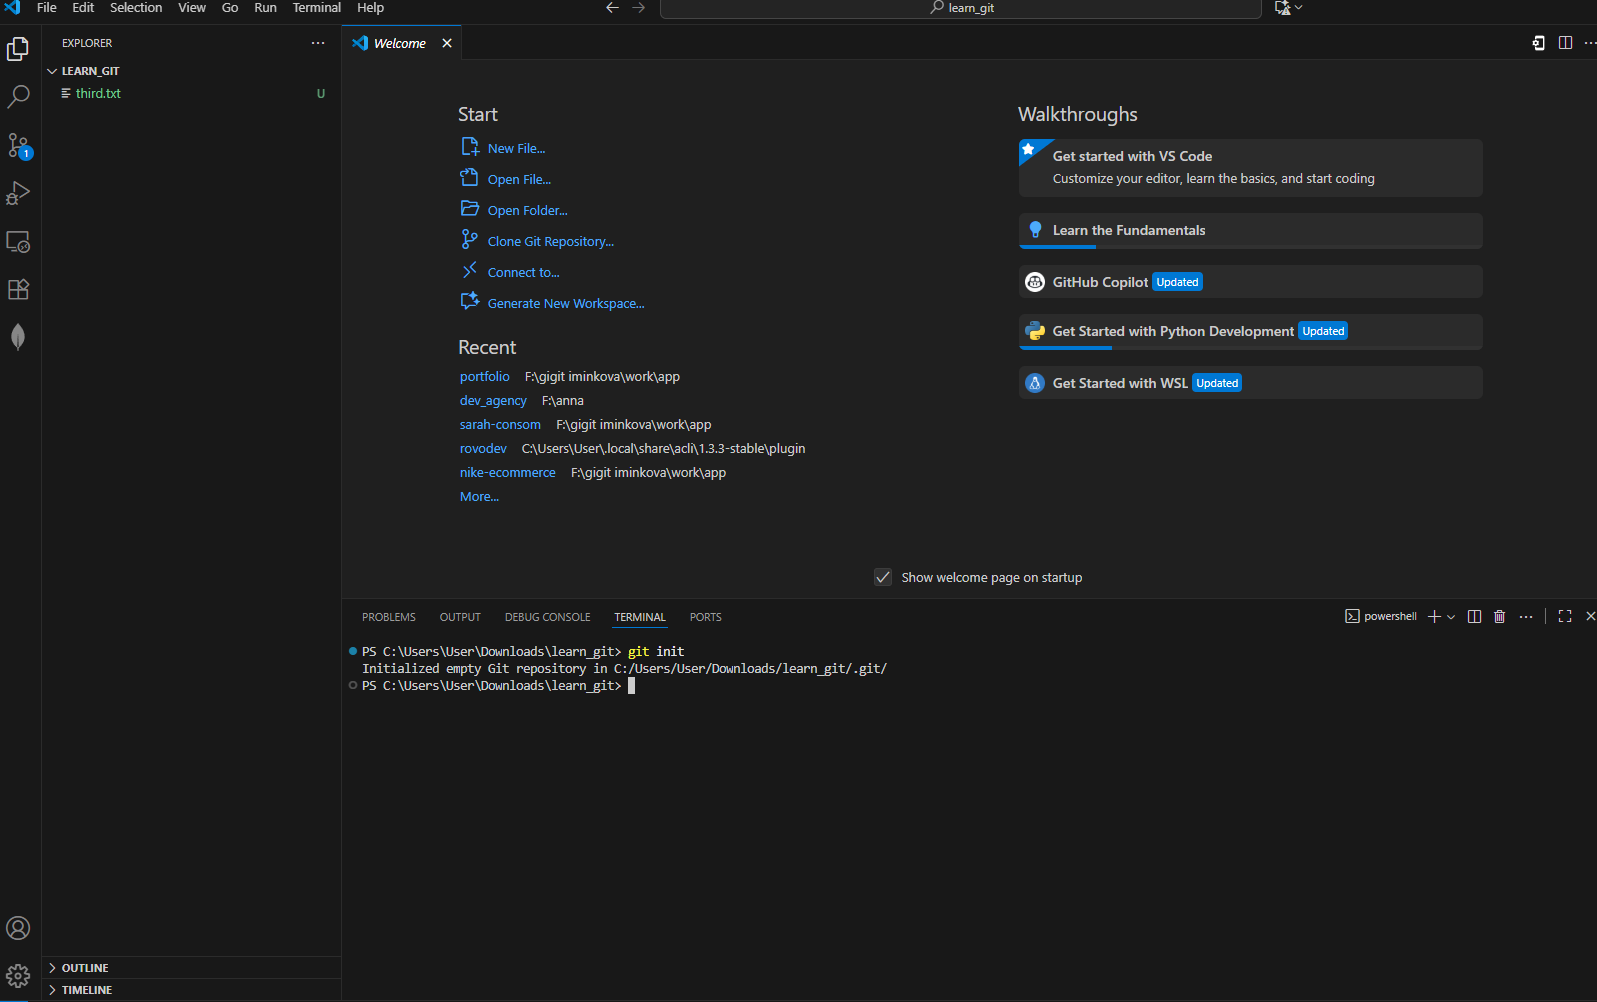 File Edit Selection View Go Run Terminal Help
learn_git
EXPLORER
LEARN_GIT
third.txt U
1
Welcome
Start
New File...
Open File...
Open Folder...
Clone Git Repository...
Connect to...
Generate New Workspace...
Recent
portfolio F:\gigit iminkova\work\app
dev_agency F:\anna
sarah-consom F:\gigit iminkova\work\app
rovodev C:\Users\User\.local\share\acli\1.3.3-stable\plugin
nike-ecommerce F:\gigit iminkova\work\app
More...
Walkthroughs
Get started with VS Code
Customize your editor, learn the basics, and start coding
Learn the Fundamentals
GitHub Copilot Updated
Get Started with Python Development Updated
Get Started with WSL Updated
Show welcome page on startup
PROBLEMS OUTPUT DEBUG CONSOLE TERMINAL PORTS
powershell
PS C:\Users\User\Downloads\learn_git> git init
Initialized empty Git repository in C:/Users/User/Downloads/learn_git/.git/
PS C:\Users\User\Downloads\learn_git>
OUTLINE
TIMELINE